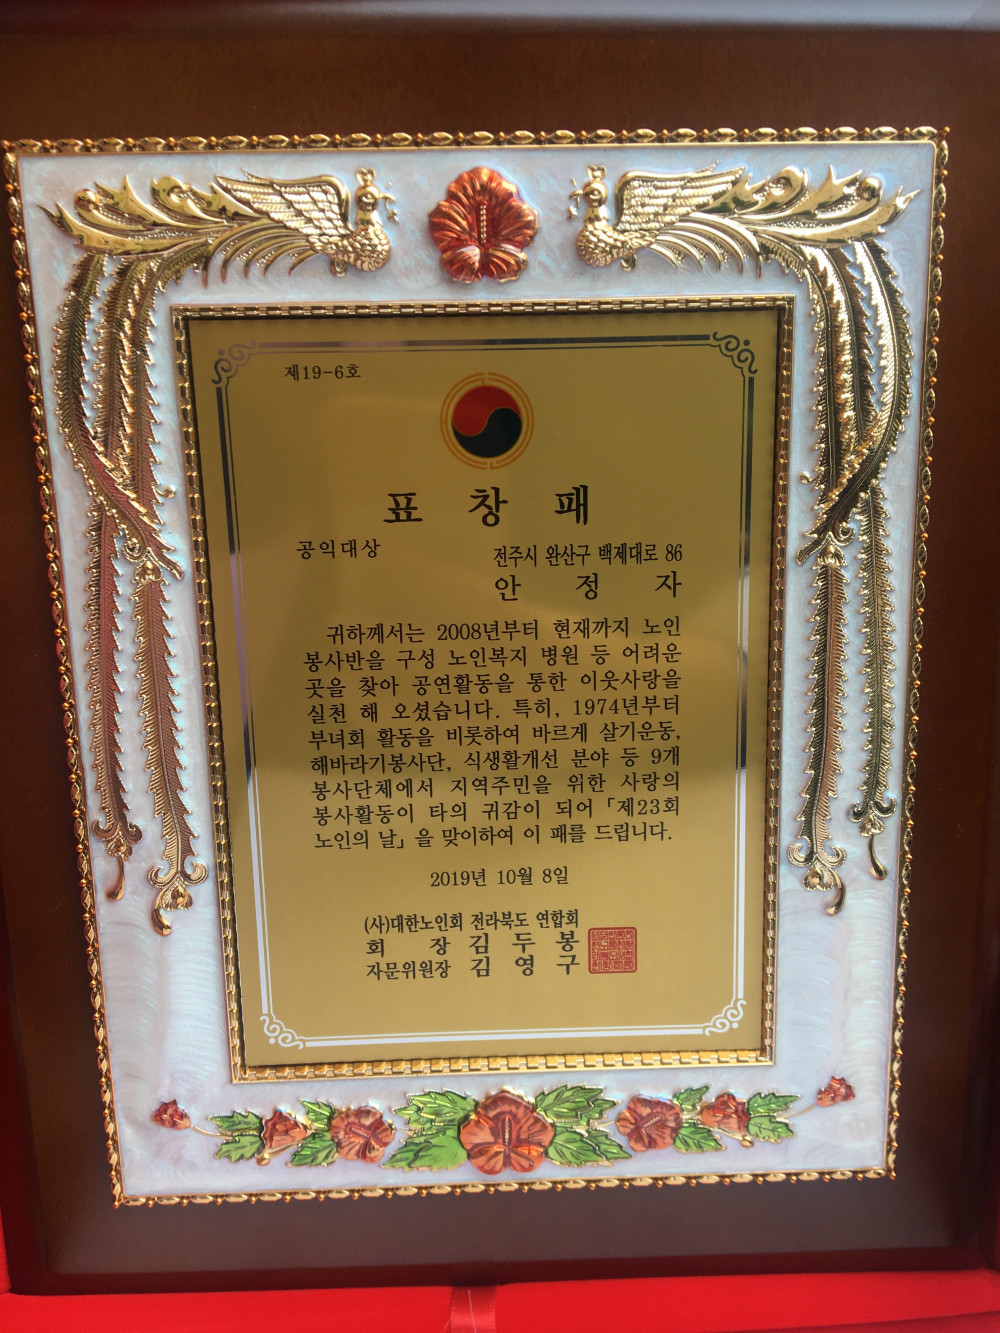 제19-6호
표 창 패
공익대상
전주시 완산구 백제대로 86
안 정 자
귀하께서는 2008년부터 현재까지 노인
봉사반을 구성 노인복지 병원 등 어려운
곳을 찾아 공연활동을 통한 이웃사랑을
실천 해 오셨습니다. 특히, 1974년부터
부녀회 활동을 비롯하여 바르게 살기운동,
해바라기봉사단, 식생활개선 분야 등 9개
봉사단체에서 지역주민을 위한 사랑의
봉사활동이 타의 귀감이 되어 「제23회
노인의 날」을 맞이하여 이 패를 드립니다.
2019년 10월 8일
(사)대한노인회 전라북도 연합회
회 장 김 두 봉
자문위원장 김 영 구